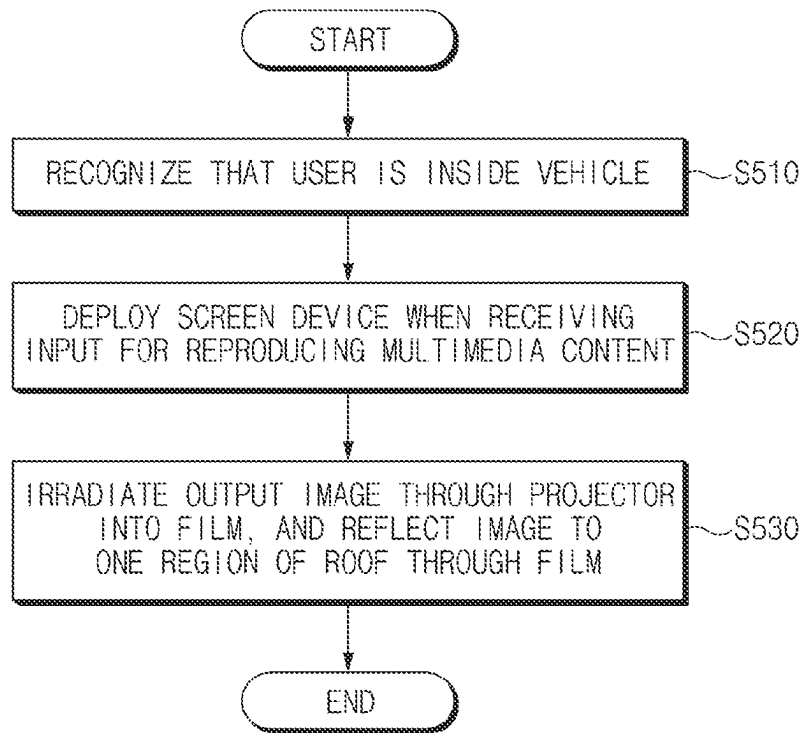 START
RECOGNIZE THAT USER IS INSIDE VEHICLE
S510
DEPLOY SCREEN DEVICE WHEN RECEIVING
INPUT FOR REPRODUCING MULTIMEDIA CONTENT
S520
IRRADIATE OUTPUT IMAGE THROUGH PROJECTOR
INTO FILM, AND REFLECT IMAGE TO
ONE REGION OF ROOF THROUGH FILM
S530
END